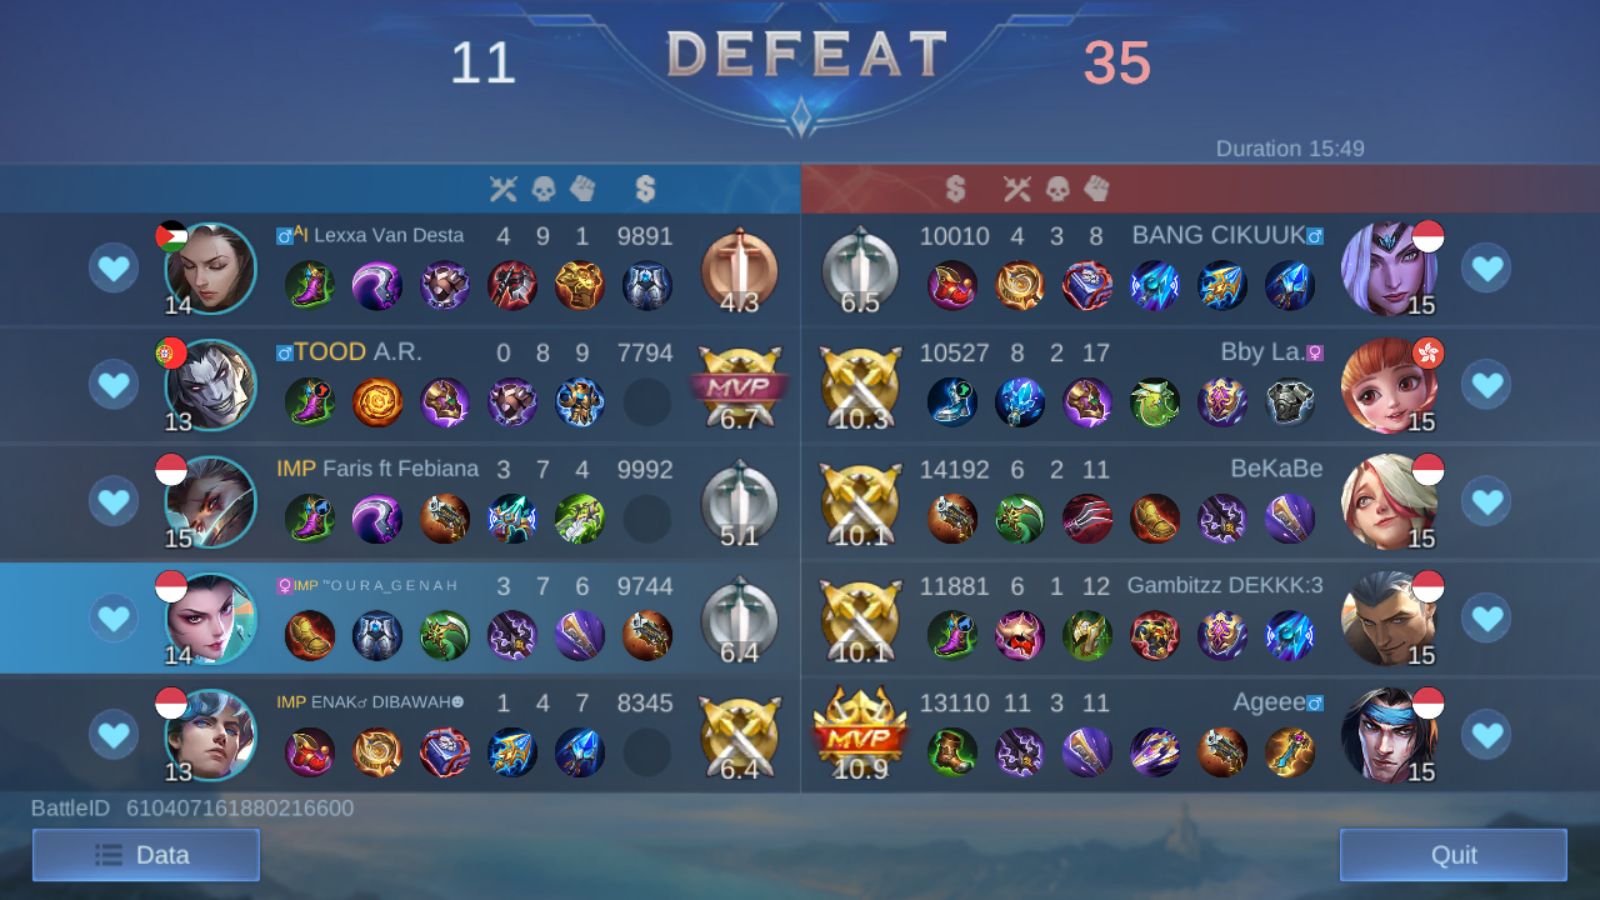 11 DEFEAT 35
Duration 15:49
♂ᴬI Lexxa Van Desta 4 9 1 9891
14 4.3
6.5 10010 4 3 8 BANG CIKUUK♂
15
♂TOOD A.R. 0 8 9 7794
13 MVP 6.7
10.3 10527 8 2 17 Bby La.♀
15
IMP Faris ft Febiana 3 7 4 9992
15 5.1
10.1 14192 6 2 11 BeKaBe
15
♀IMP ™OURA_GENAH 3 7 6 9744
14 6.4
10.1 11881 6 1 12 Gambitzz DEKKK:3
15
IMP ENAK♂ DIBAWAH☻ 1 4 7 8345
13 6.4
MVP 10.9 13110 11 3 11 Ageee♂
15
BattleID 610407161880216600
Data
Quit